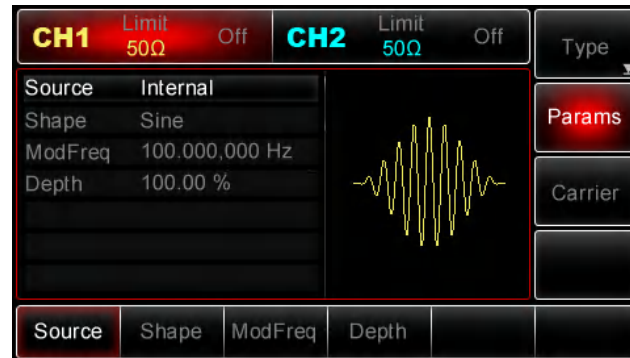 CH1 Limit 50Ω Off CH2 Limit 50Ω Off
Type
Source Internal
Shape Sine
ModFreq 100.000,000 Hz
Depth 100.00 %
Params
Carrier
Source Shape ModFreq Depth